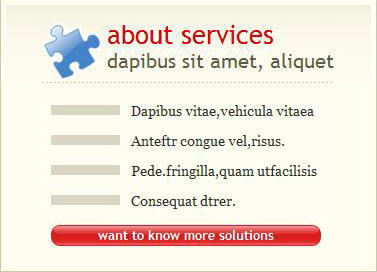 about services
dapibus sit amet, aliquet
Dapibus vitae,vehicula vitaea
Anteftr congue vel,risus.
Pede.fringilla,quam utfacilisis
Consequat dtrer.
want to know more solutions